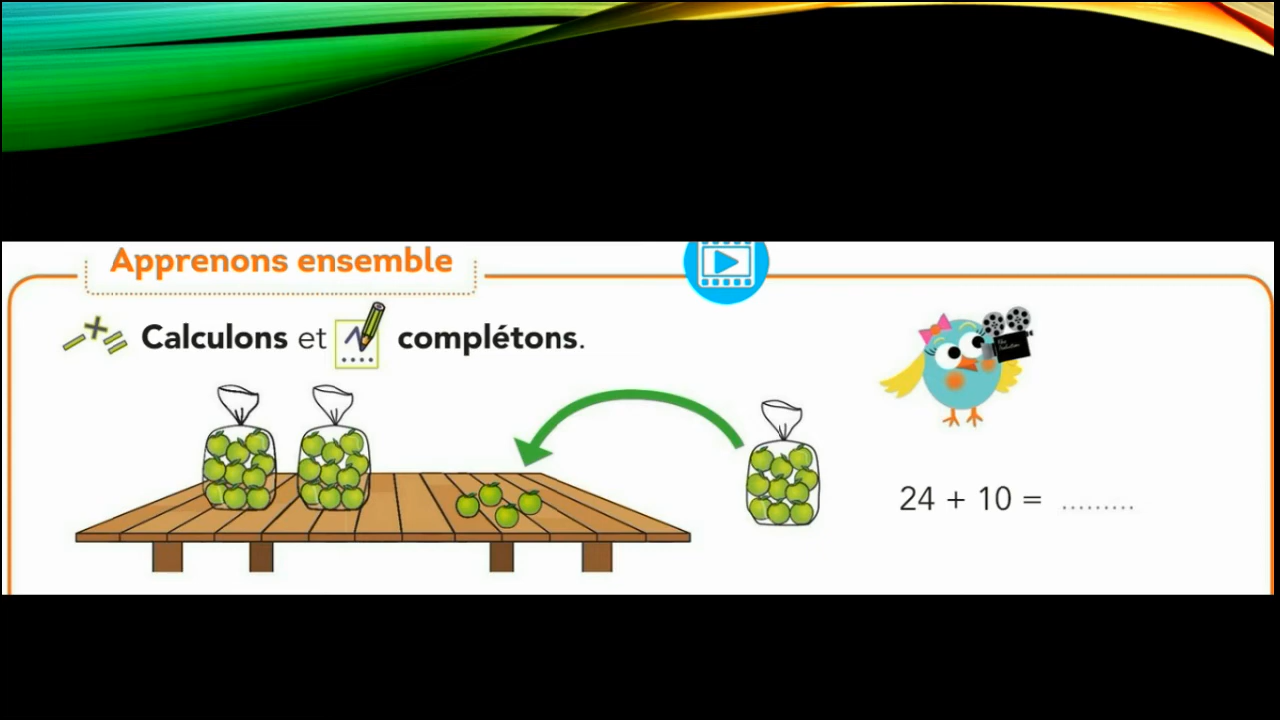 Apprenons ensemble
Calculons et complétons.
24 + 10 = .........